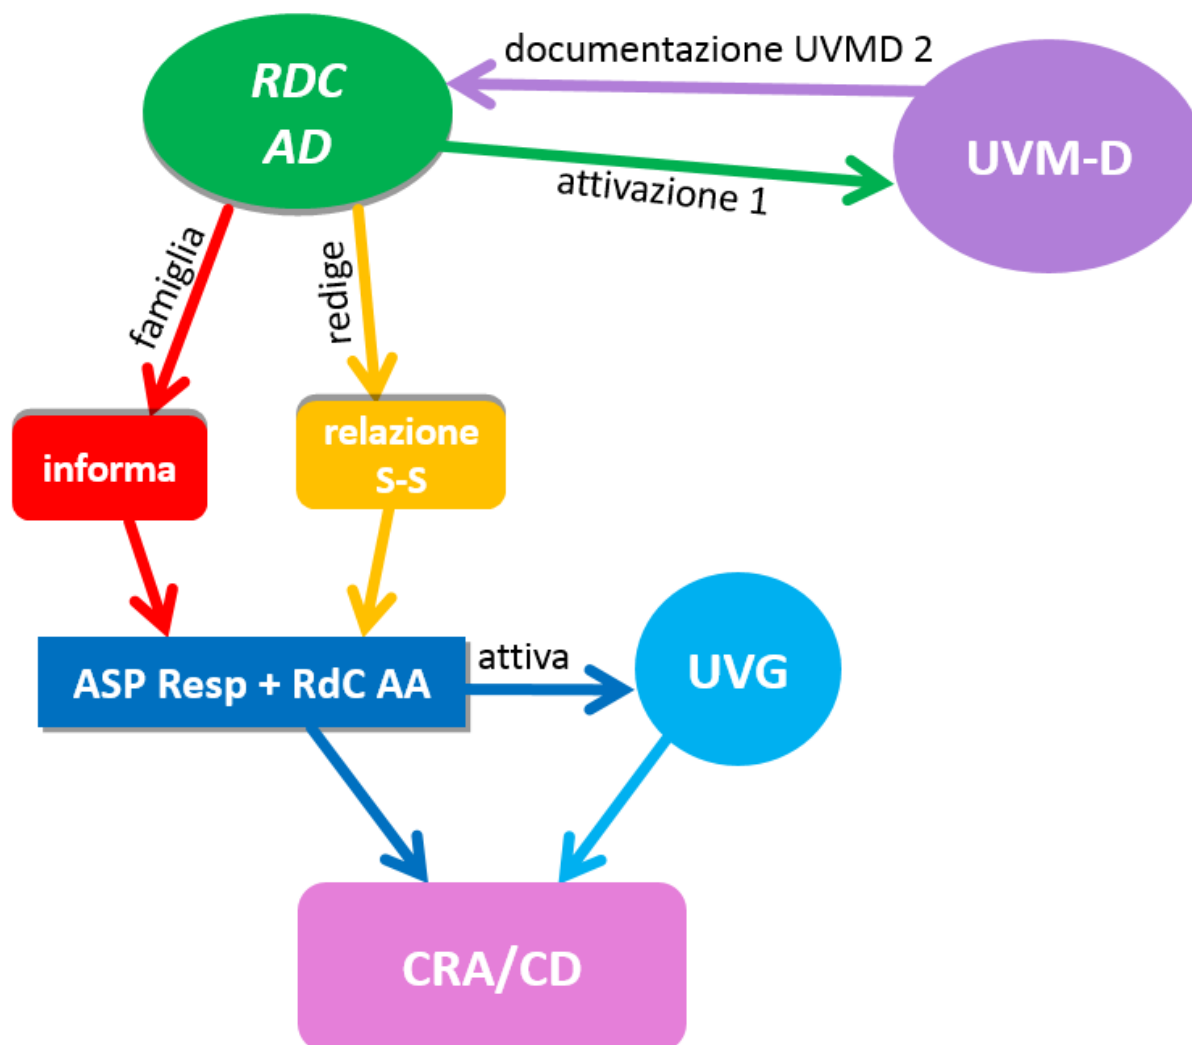 documentazione UVMD 2
RDC
AD
UVM-D
attivazione 1
famiglia
redige
informa
relazione
S-S
ASP Resp + RdC AA
attiva
UVG
CRA/CD